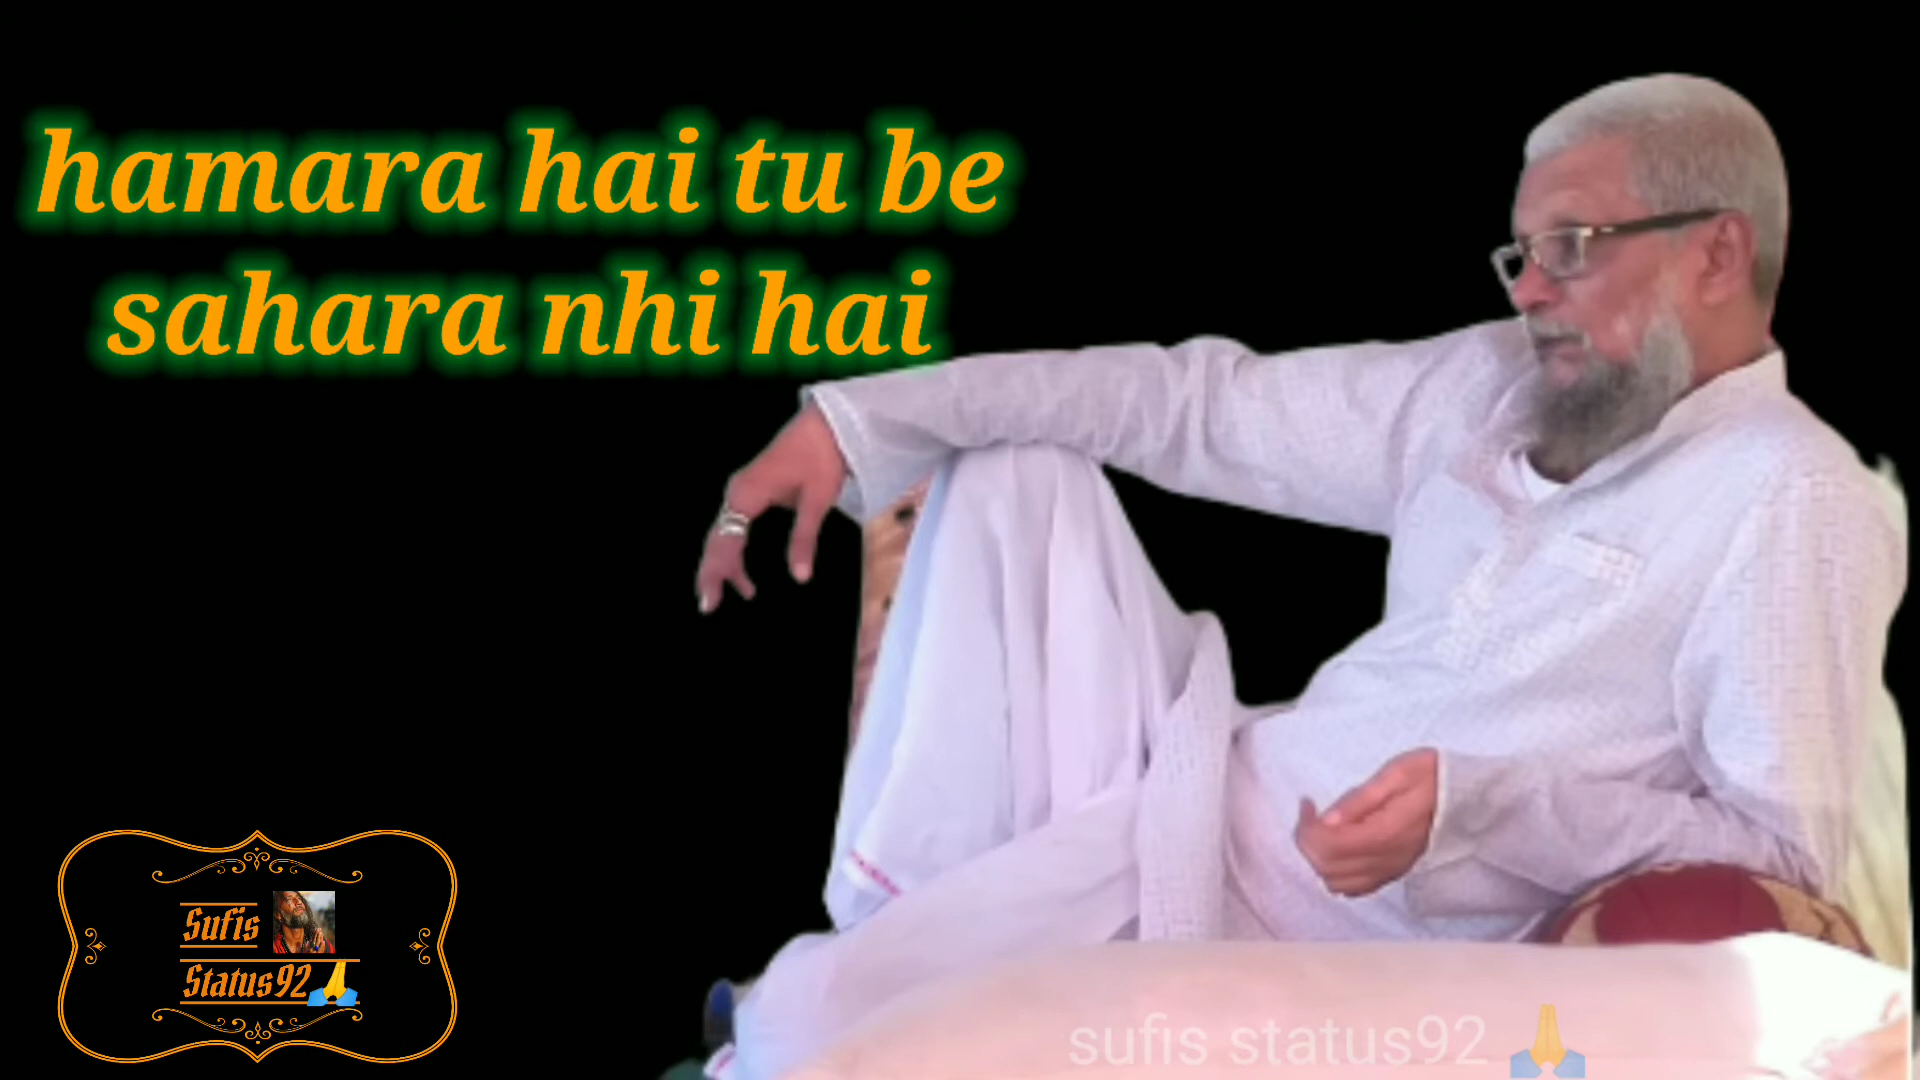 hamara hai tu be
sahara nhi hai
Sufis
Status92🙏
sufis status92 🙏